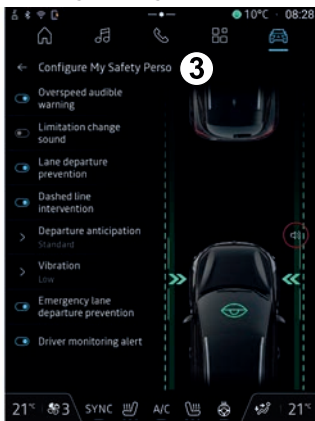 10°C 08:28
Configure My Safety Perso
3
Overspeed audible
warning
Limitation change
sound
Lane departure
prevention
Dashed line
intervention
Departure anticipation
Standard
Vibration
Low
Emergency lane
departure prevention
Driver monitoring alert
21°C 3 SYNC A/C 21°C